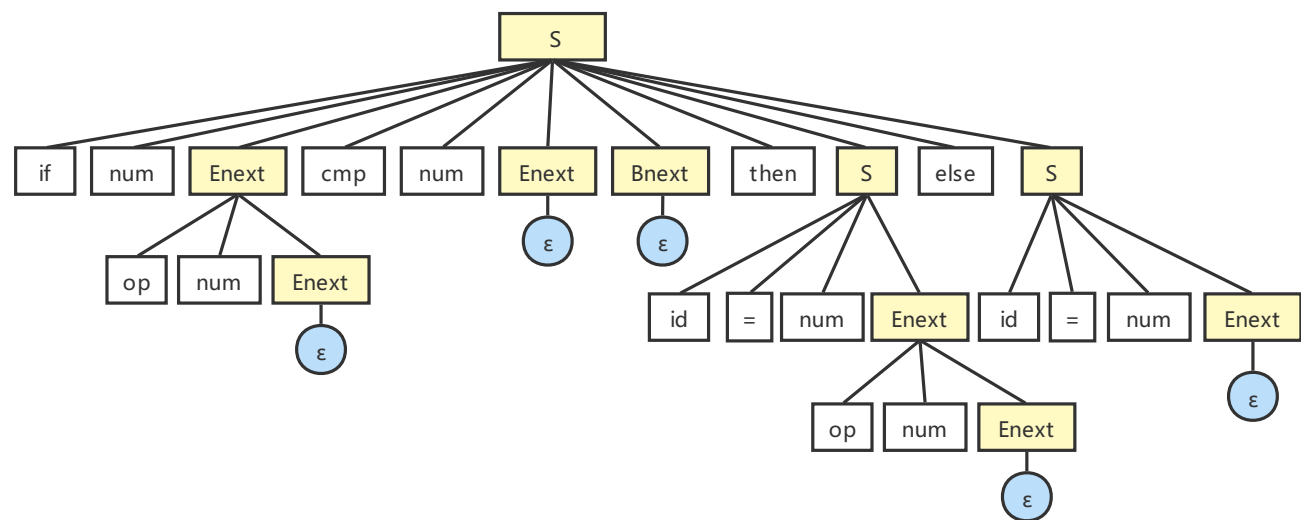 S
if num Enext cmp num Enext Bnext then S else S
ε ε
op num Enext
id = num Enext id = num Enext
ε
ε
op num Enext
ε